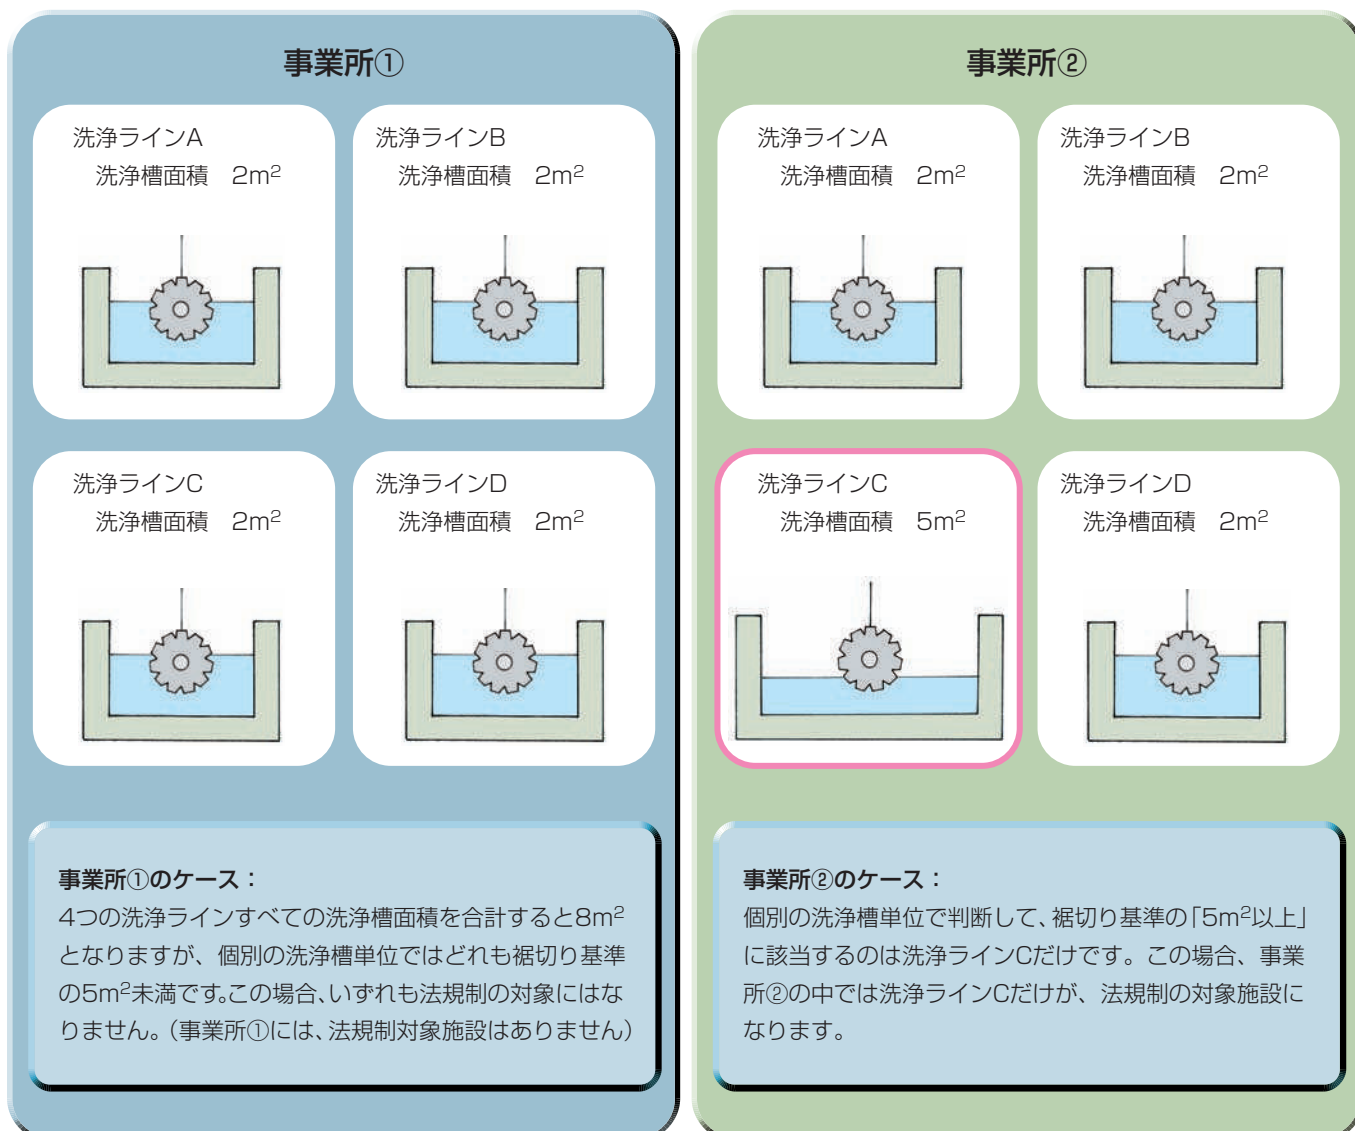 事業所①
洗浄ラインA
洗浄槽面積　2m²
洗浄ラインB
洗浄槽面積　2m²
洗浄ラインC
洗浄槽面積　2m²
洗浄ラインD
洗浄槽面積　2m²
事業所①のケース：
4つの洗浄ラインすべての洗浄槽面積を合計すると8m²
となりますが、個別の洗浄槽単位ではどれも裾切り基準
の5m²未満です。この場合、いずれも法規制の対象にはな
りません。（事業所①には、法規制対象施設はありません）
事業所②
洗浄ラインA
洗浄槽面積　2m²
洗浄ラインB
洗浄槽面積　2m²
洗浄ラインC
洗浄槽面積　5m²
洗浄ラインD
洗浄槽面積　2m²
事業所②のケース：
個別の洗浄槽単位で判断して、裾切り基準の「5m²以上」
に該当するのは洗浄ラインCだけです。この場合、事業
所②の中では洗浄ラインCだけが、法規制の対象施設に
なります。